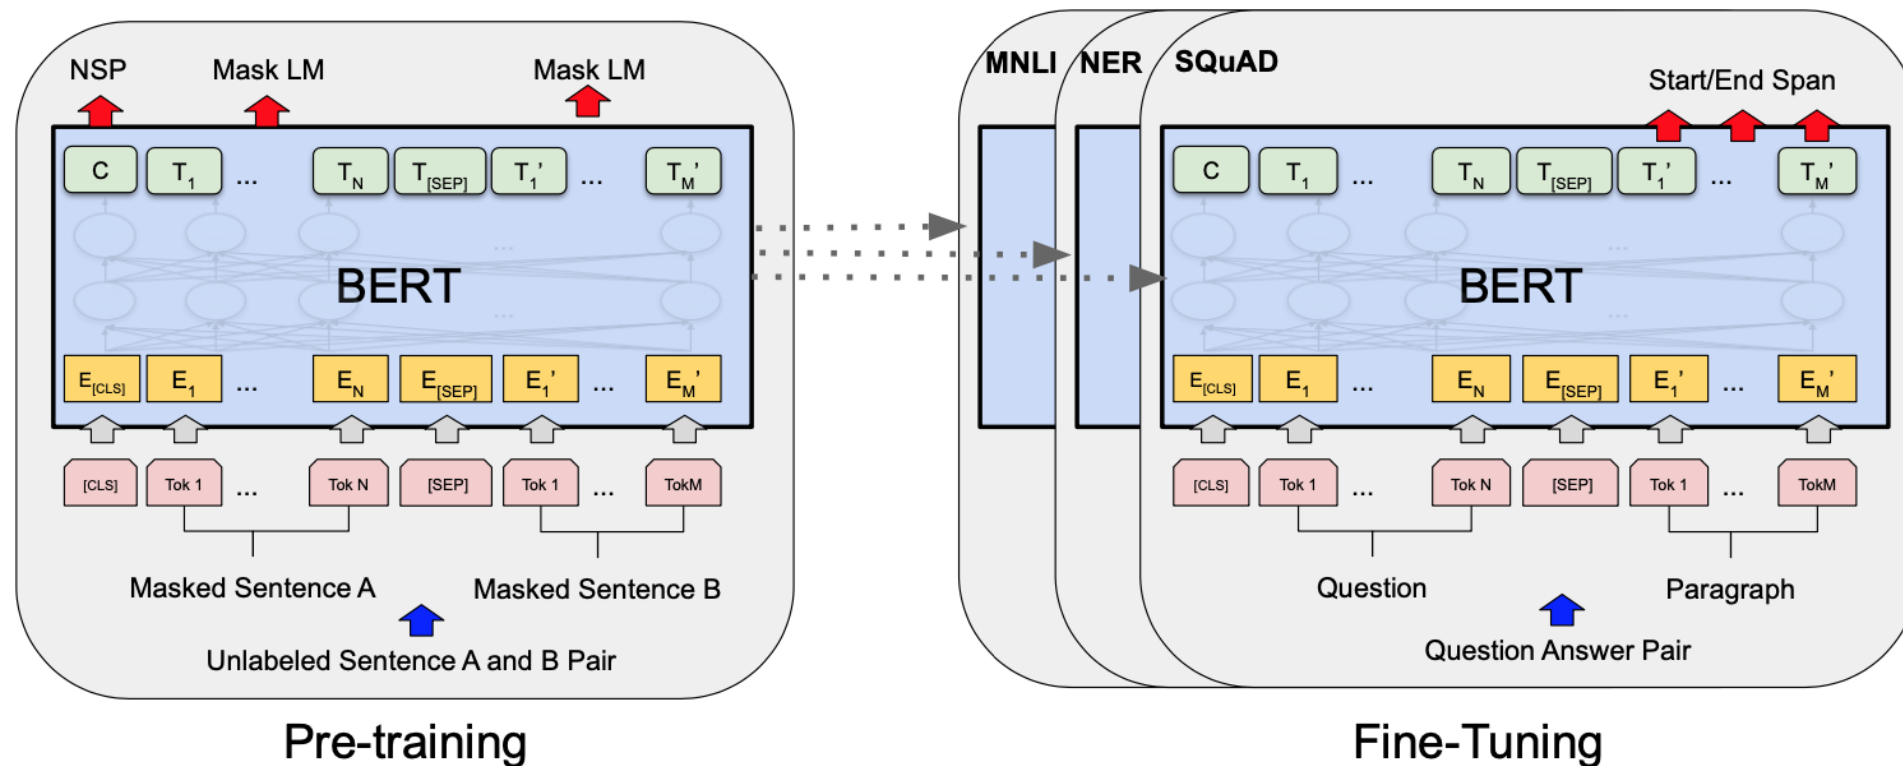 NSP Mask LM Mask LM
C T1 ... TN T[SEP] T1’ ... TM’
...
BERT
...
E[CLS] E1 ... EN E[SEP] E1’ ... EM’
[CLS] Tok 1 ... Tok N [SEP] Tok 1 ... TokM
Masked Sentence A Masked Sentence B
Unlabeled Sentence A and B Pair
Pre-training
MNLI NER SQuAD
Start/End Span
C T1 ... TN T[SEP] T1’ ... TM’
...
BERT
...
E[CLS] E1 ... EN E[SEP] E1’ ... EM’
[CLS] Tok 1 ... Tok N [SEP] Tok 1 ... TokM
Question Paragraph
Question Answer Pair
Fine-Tuning